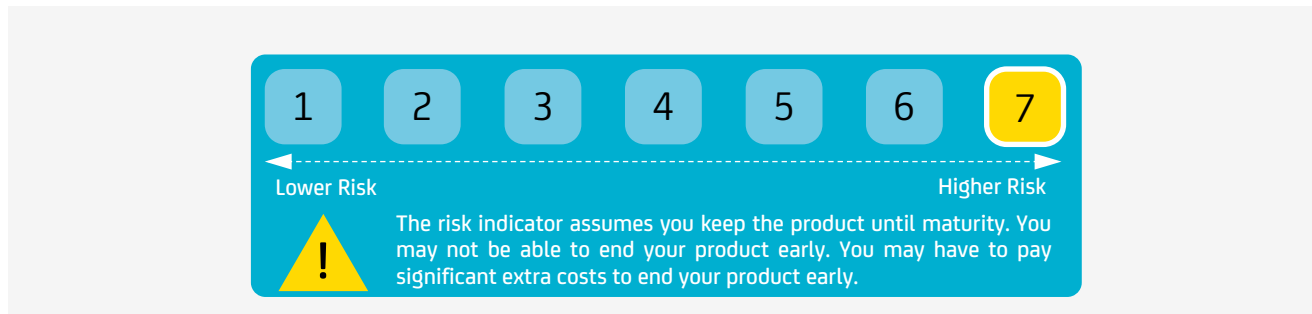 1 2 3 4 5 6 7
Lower Risk Higher Risk
!
The risk indicator assumes you keep the product until maturity. You
may not be able to end your product early. You may have to pay
significant extra costs to end your product early.